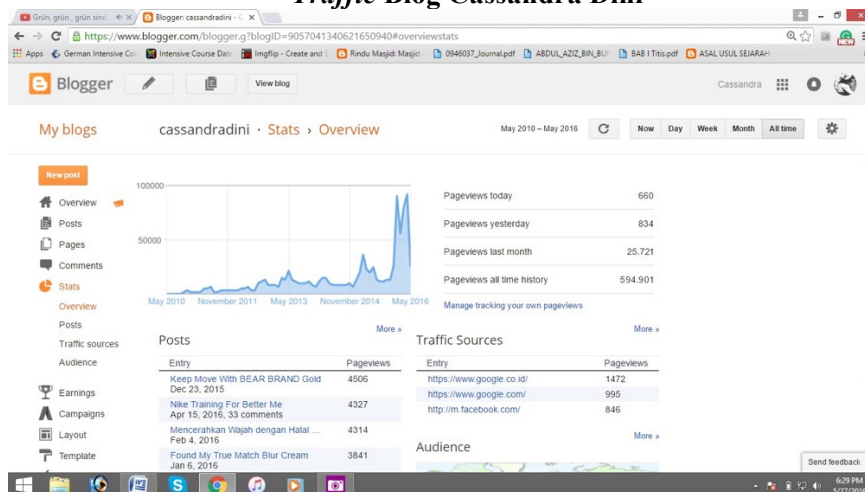 Traffic Blog Cassandra Dini
Grün, grün , grün sind
Blogger: cassandradini - C
https://www.blogger.com/blogger.g?blogID=9057041340621650940#overviewstats
Apps German Intensive Cou Intensive Course Date Imgflip - Create and S Rindu Masjid: Masjid 0946037_Journal.pdf ABDUL_AZIZ_BIN_BUR BAB I Titis.pdf ASAL USUL SEJARAH
Blogger View blog Cassandra
My blogs cassandradini · Stats › Overview May 2010 – May 2016 Now Day Week Month All time
New post
Overview
Posts
Pages
Comments
Stats
Overview
Posts
Traffic sources
Audience
Earnings
Campaigns
Layout
Template
100000
50000
May 2010 November 2011 May 2013 November 2014 May 2016
Pageviews today 660
Pageviews yesterday 834
Pageviews last month 25.721
Pageviews all time history 594.901
Manage tracking your own pageviews
More »
Posts
Entry Pageviews
Keep Move With BEAR BRAND Gold 4506
Dec 23, 2015
Nike Training For Better Me 4327
Apr 15, 2016, 33 comments
Mencerahkan Wajah dengan Halal ... 4314
Feb 4, 2016
Found My True Match Blur Cream 3841
Jan 6, 2016
More »
Traffic Sources
Entry Pageviews
https://www.google.co.id/ 1472
https://www.google.com/ 995
http://m.facebook.com/ 846
More »
Audience
Send feedback
6:29 PM